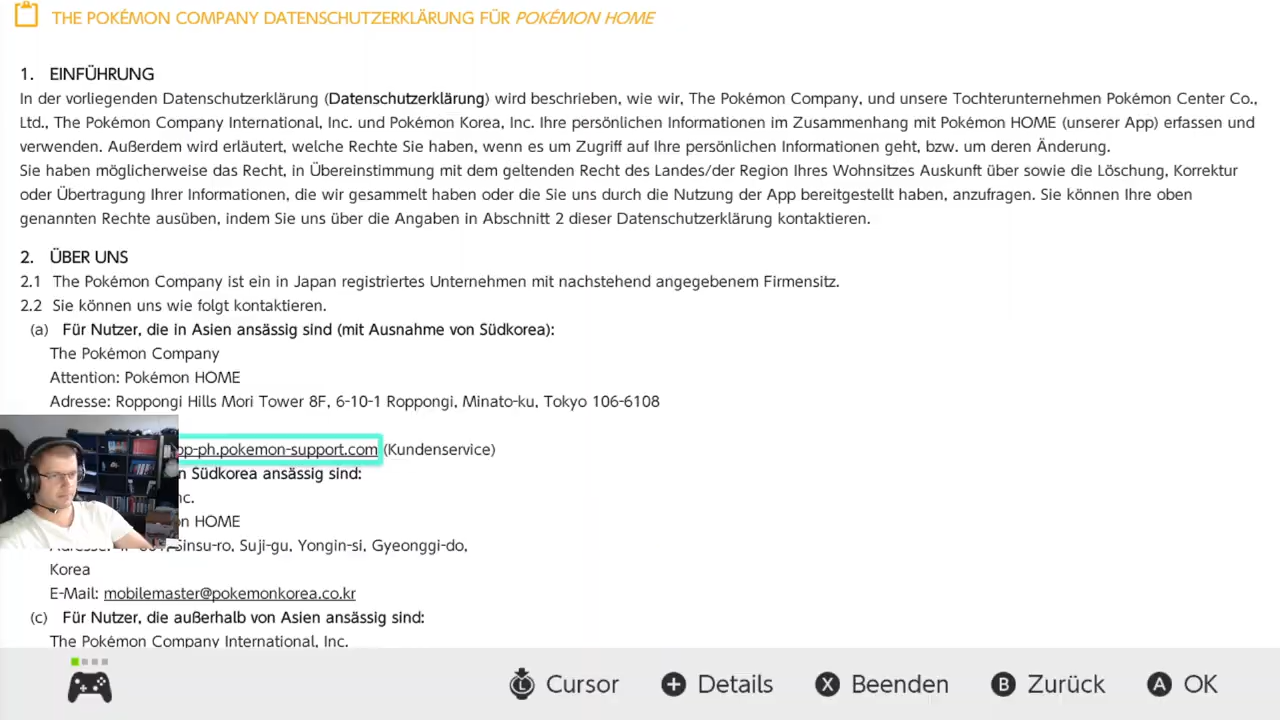 THE POKÉMON COMPANY DATENSCHUTZERKLÄRUNG FÜR POKÉMON HOME
1. EINFÜHRUNG
In der vorliegenden Datenschutzerklärung (Datenschutzerklärung) wird beschrieben, wie wir, The Pokémon Company, und unsere Tochterunternehmen Pokémon Center Co.,
Ltd., The Pokémon Company International, Inc. und Pokémon Korea, Inc. Ihre persönlichen Informationen im Zusammenhang mit Pokémon HOME (unserer App) erfassen und
verwenden. Außerdem wird erläutert, welche Rechte Sie haben, wenn es um Zugriff auf Ihre persönlichen Informationen geht, bzw. um deren Änderung.
Sie haben möglicherweise das Recht, in Übereinstimmung mit dem geltenden Recht des Landes/der Region Ihres Wohnsitzes Auskunft über sowie die Löschung, Korrektur
oder Übertragung Ihrer Informationen, die wir gesammelt haben oder die Sie uns durch die Nutzung der App bereitgestellt haben, anzufragen. Sie können Ihre oben
genannten Rechte ausüben, indem Sie uns über die Angaben in Abschnitt 2 dieser Datenschutzerklärung kontaktieren.
2. ÜBER UNS
2.1 The Pokémon Company ist ein in Japan registriertes Unternehmen mit nachstehend angegebenem Firmensitz.
2.2 Sie können uns wie folgt kontaktieren.
(a) Für Nutzer, die in Asien ansässig sind (mit Ausnahme von Südkorea):
The Pokémon Company
Attention: Pokémon HOME
Adresse: Roppongi Hills Mori Tower 8F, 6-10-1 Roppongi, Minato-ku, Tokyo 106-6108
pp-ph.pokemon-support.com (Kundenservice)
n Südkorea ansässig sind:
nc.
on HOME
Sinsu-ro, Suji-gu, Yongin-si, Gyeonggi-do,
Korea
E-Mail: mobilemaster@pokemonkorea.co.kr
(c) Für Nutzer, die außerhalb von Asien ansässig sind:
The Pokémon Company International, Inc.
L Cursor + Details X Beenden B Zurück A OK